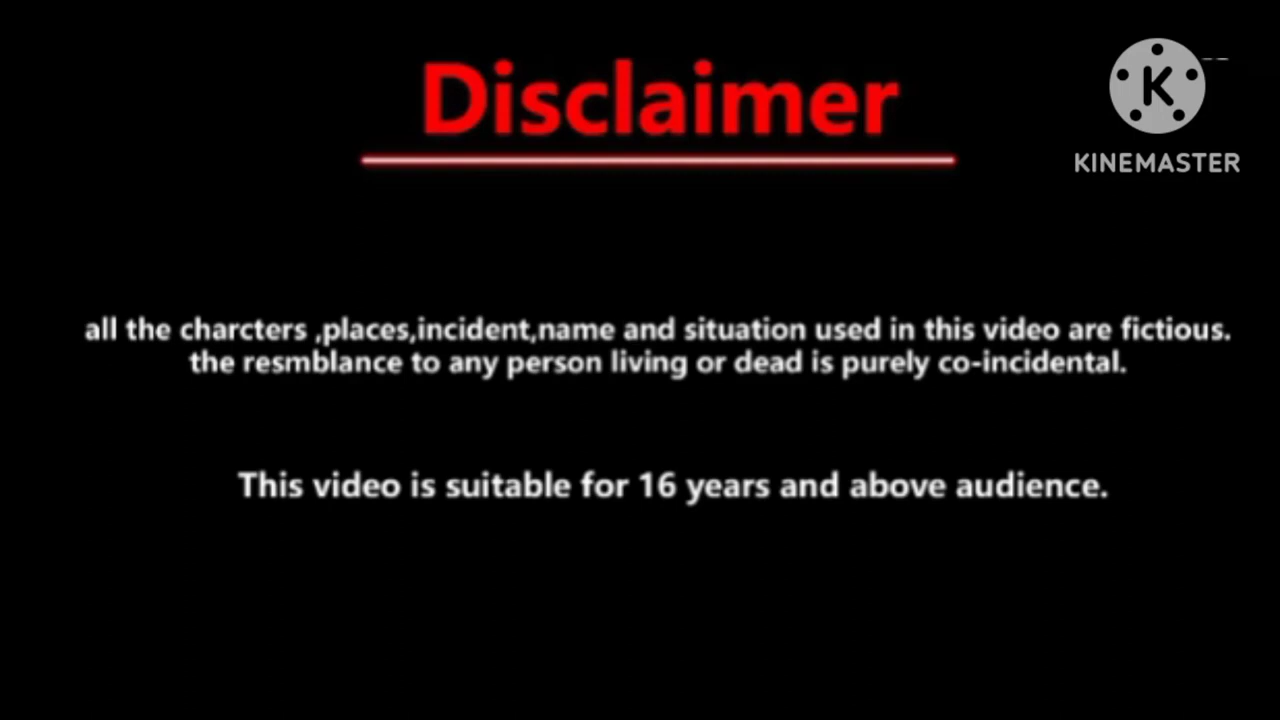 Disclaimer
K
KINEMASTER
all the charcters ,places,incident,name and situation used in this video are fictious.
the resmblance to any person living or dead is purely co-incidental.
This video is suitable for 16 years and above audience.